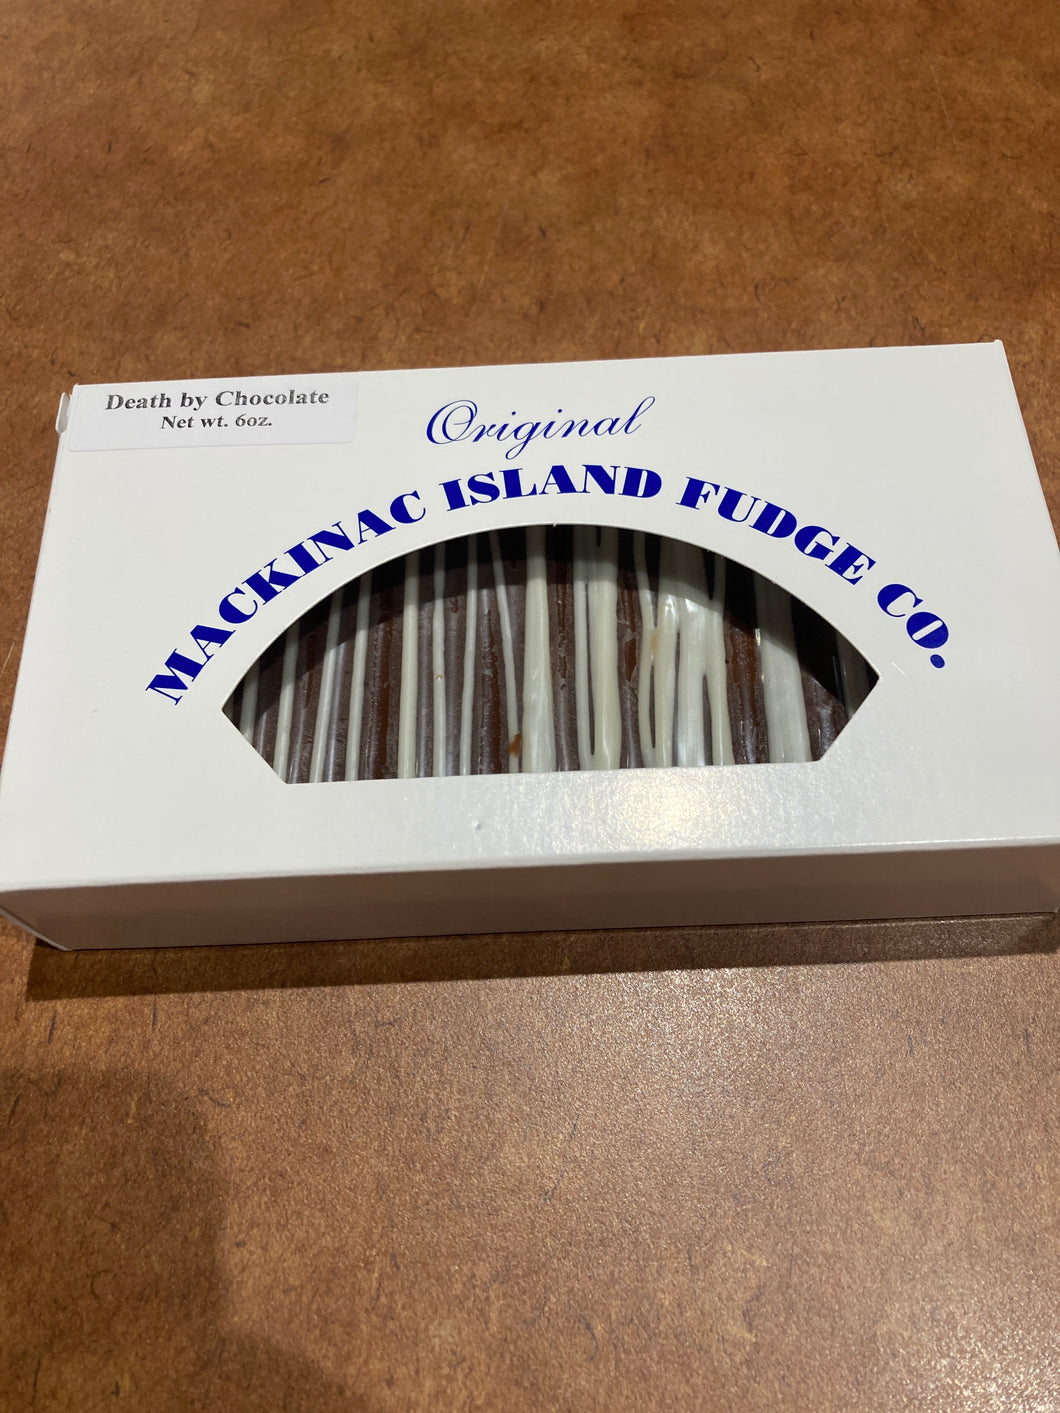 Death by Chocolate
Net wt. 6oz.
Original
MACKINAC ISLAND FUDGE CO.